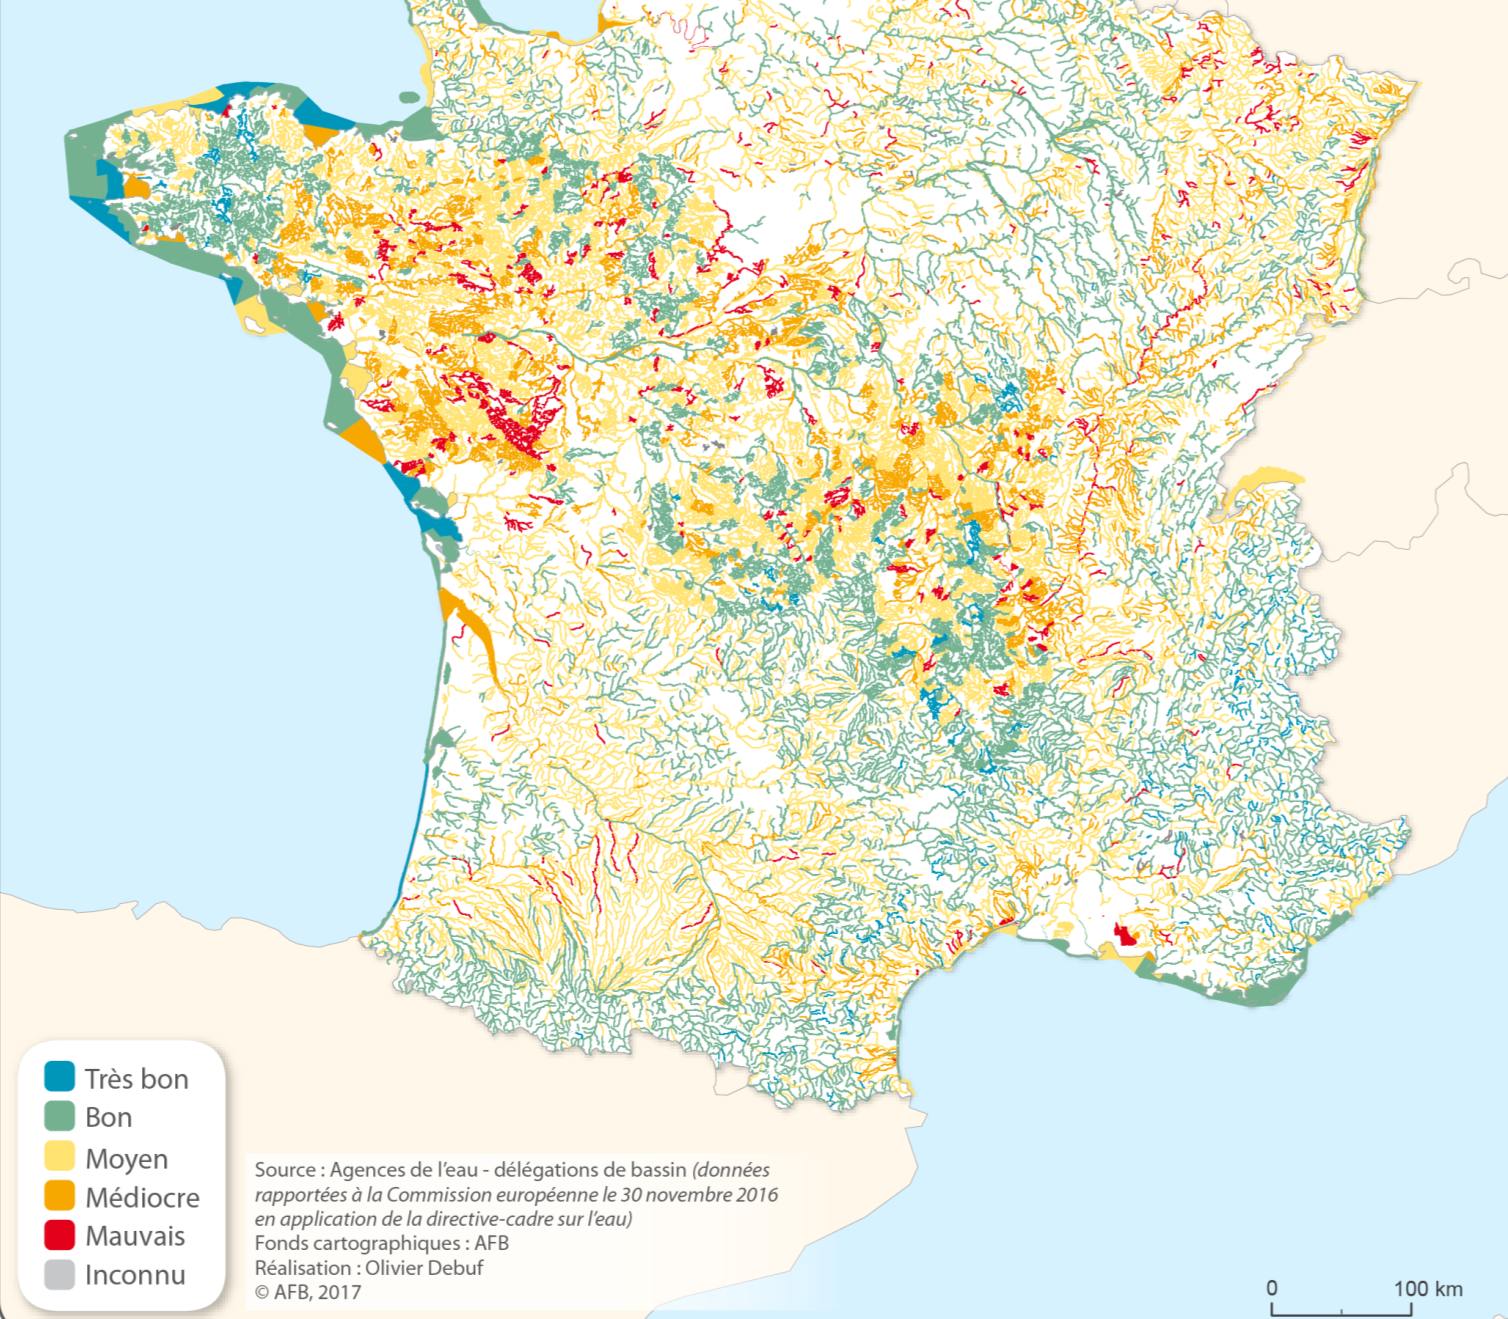 Très bon
Bon
Moyen
Médiocre
Mauvais
Inconnu
Source : Agences de l'eau - délégations de bassin (données
rapportées à la Commission européenne le 30 novembre 2016
en application de la directive-cadre sur l'eau)
Fonds cartographiques : AFB
Réalisation : Olivier Debuf
© AFB, 2017
0 100 km